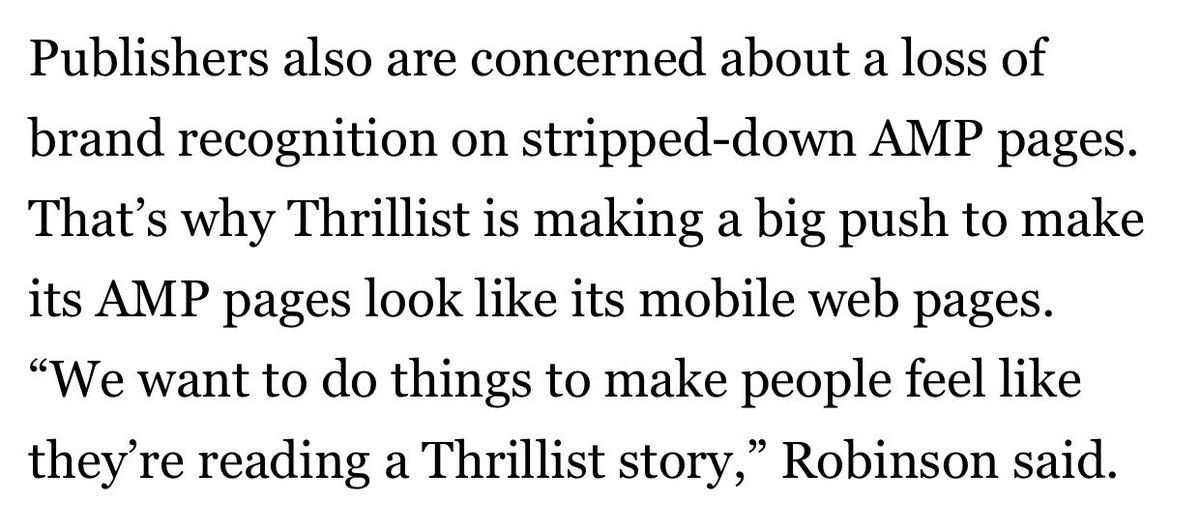 Publishers also are concerned about a loss of
brand recognition on stripped-down AMP pages.
That’s why Thrillist is making a big push to make
its AMP pages look like its mobile web pages.
“We want to do things to make people feel like
they’re reading a Thrillist story,” Robinson said.